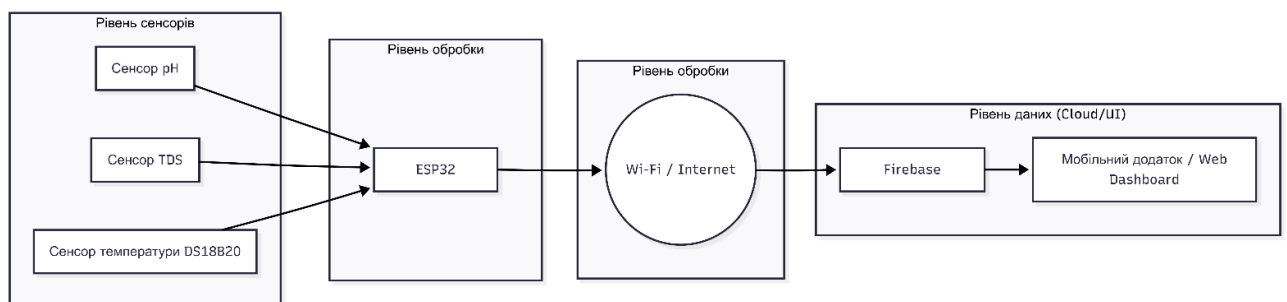 Рівень сенсорів
Сенсор pH
Сенсор TDS
Сенсор температури DS18B20
Рівень обробки
ESP32
Рівень обробки
Wi-Fi / Internet
Рівень даних (Cloud/UI)
Firebase
Мобільний додаток / Web
Dashboard